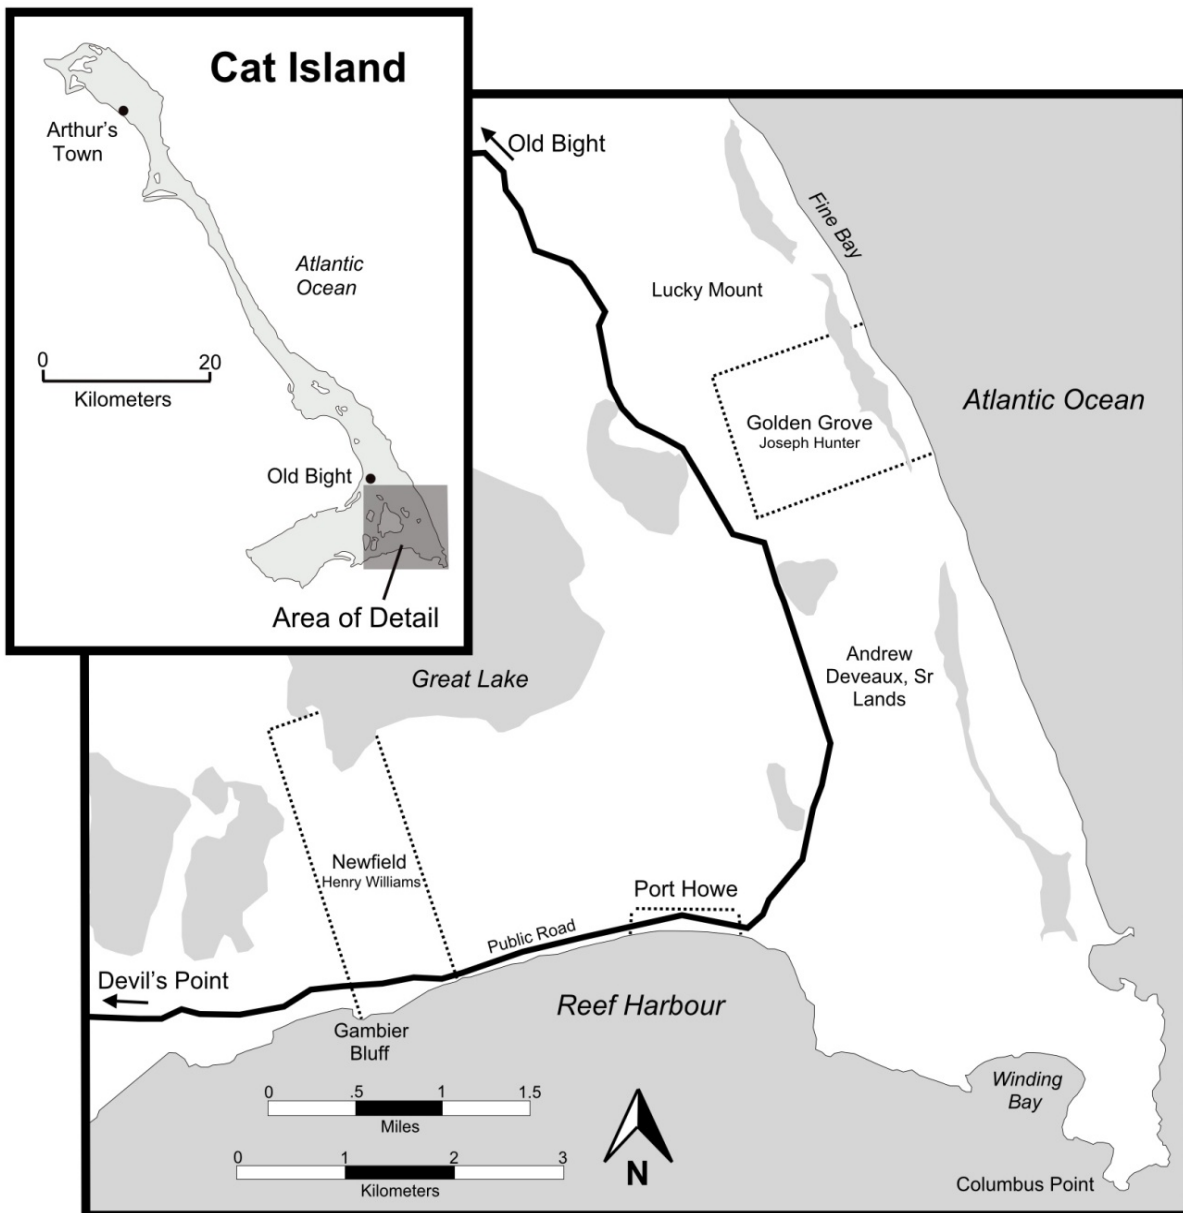 Cat Island
Arthur's
Town
Atlantic
Ocean
0 20
Kilometers
Old Bight
Area of Detail
Old Bight
Fine Bay
Lucky Mount
Atlantic Ocean
Golden Grove
Joseph Hunter
Great Lake
Andrew
Deveaux, Sr
Lands
Newfield
Henry Williams
Port Howe
Public Road
Devil's Point
Reef Harbour
Gambier
Bluff
Winding
Bay
0 .5 1 1.5
Miles
N
0 1 2 3
Kilometers
Columbus Point